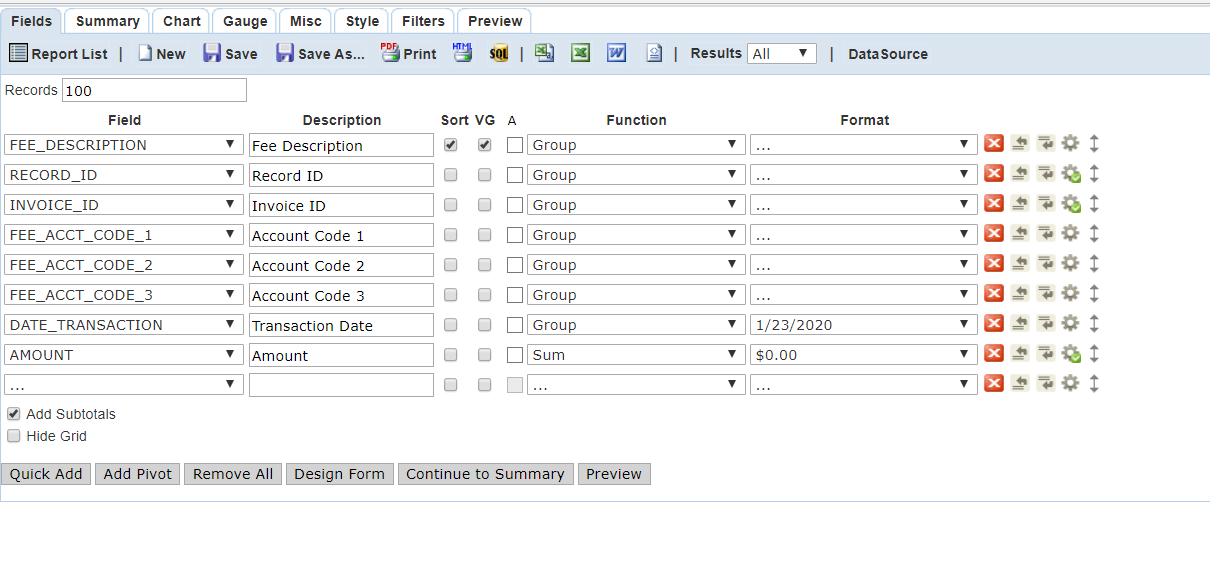 Fields Summary Chart Gauge Misc Style Filters Preview
Report List | New Save Save As... PDF Print HTML SQL | X X W | Results All | DataSource
Records 100
Field Description Sort VG A Function Format
FEE_DESCRIPTION Fee Description Group ...
RECORD_ID Record ID Group ...
INVOICE_ID Invoice ID Group ...
FEE_ACCT_CODE_1 Account Code 1 Group ...
FEE_ACCT_CODE_2 Account Code 2 Group ...
FEE_ACCT_CODE_3 Account Code 3 Group ...
DATE_TRANSACTION Transaction Date Group 1/23/2020
AMOUNT Amount Sum $0.00
... ... ...
Add Subtotals
Hide Grid
Quick Add Add Pivot Remove All Design Form Continue to Summary Preview